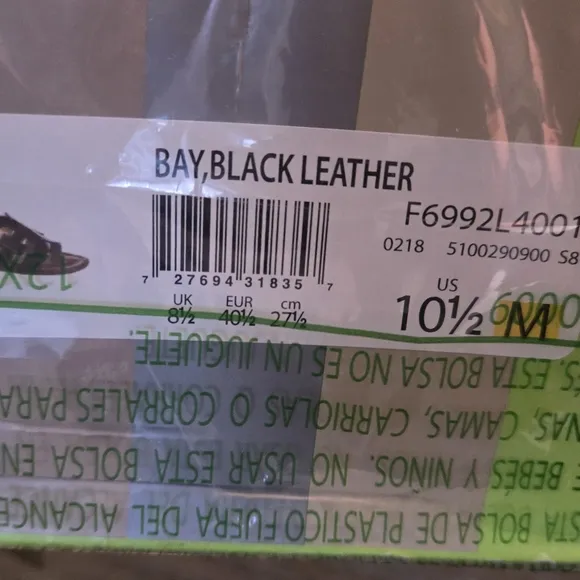 BAY,BLACK LEATHER
F6992L4001
0218 5100290900 S8
7 27694 31835 7
UK EUR cm US
8½ 40½ 27½ 10½ M
ESTA BOLSA NO ES UN JUGUETE.
CAMAS, CARRIOLAS O CORRALES PARA
BEBÉS Y NIÑOS. NO USAR ESTA BOLSA EN
ESTA BOLSA DE PLASTICO FUERA DEL ALCANCE